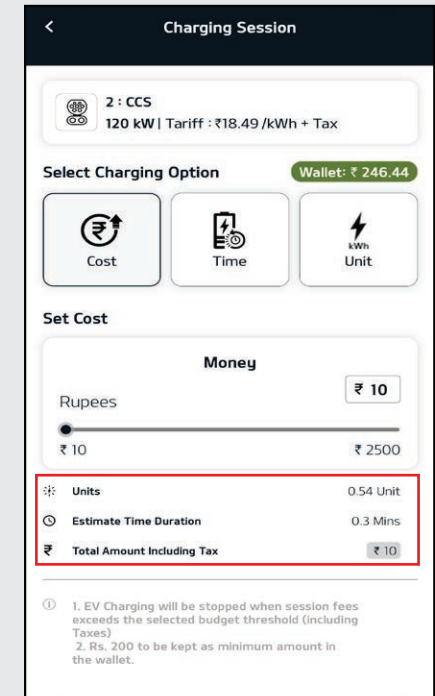 Charging Session
2 : CCS
120 kW | Tariff : ₹18.49 /kWh + Tax
Select Charging Option
Wallet: ₹ 246.44
Cost
Time
kWh
Unit
Set Cost
Money
Rupees
₹ 10
₹ 10
₹ 2500
Units
0.54 Unit
Estimate Time Duration
0.3 Mins
₹ Total Amount Including Tax
₹ 10
1. EV Charging will be stopped when session fees
exceeds the selected budget threshold (including
Taxes)
2. Rs. 200 to be kept as minimum amount in
the wallet.